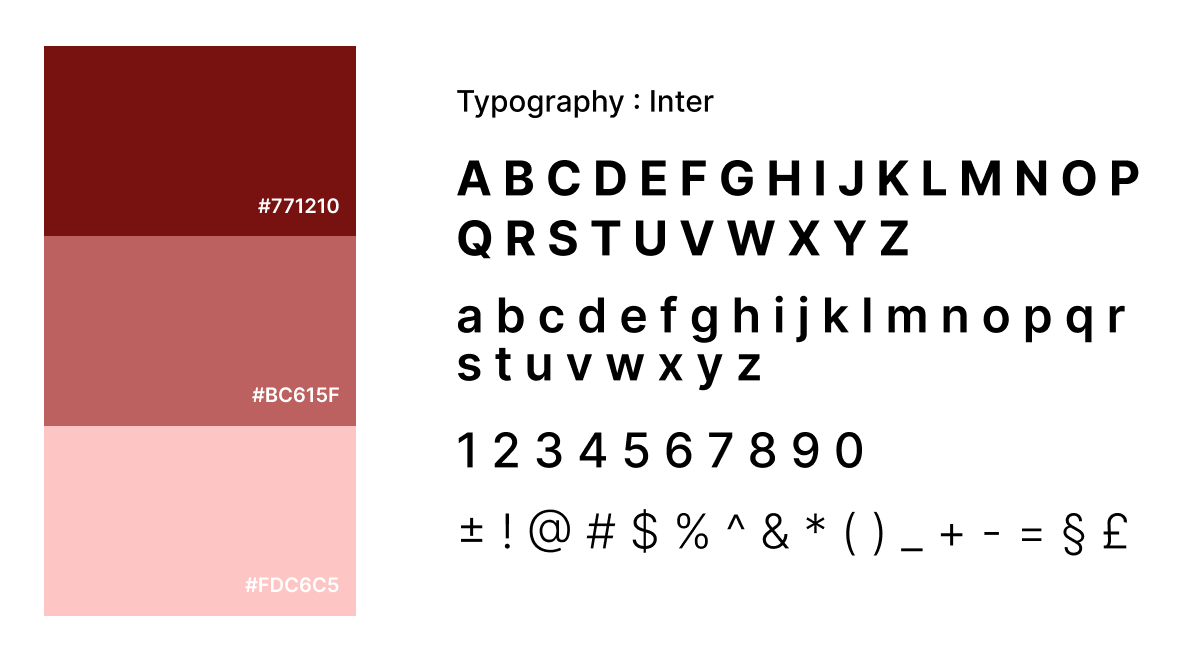 #771210
#BC615F
#FDC6C5
Typography : Inter
A B C D E F G H I J K L M N O P
Q R S T U V W X Y Z
a b c d e f g h i j k l m n o p q r
s t u v w x y z
1 2 3 4 5 6 7 8 9 0
± ! @ # $ % ^ & * ( ) _ + - = § £